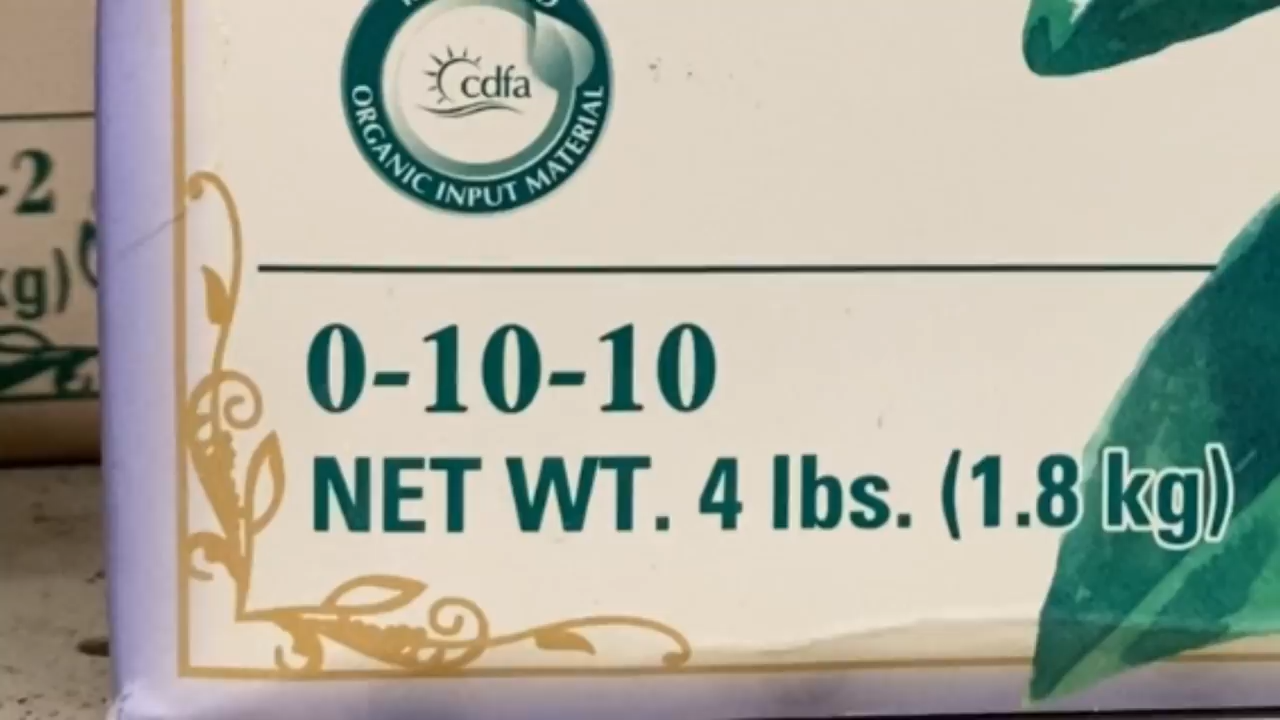 cdfa
ORGANIC INPUT MATERIAL
-2
kg)
0-10-10
NET WT. 4 lbs. (1.8 kg)